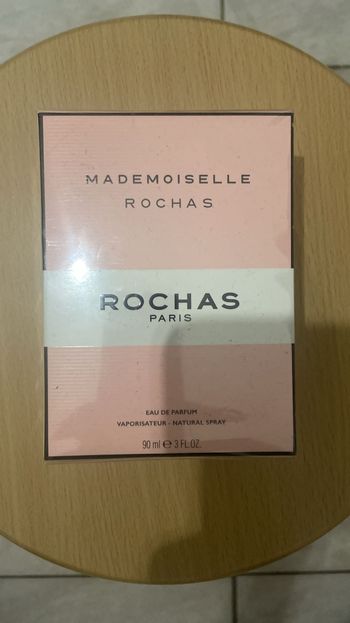 MADEMOISELLE
ROCHAS
ROCHAS
PARIS
EAU DE PARFUM
VAPORISATEUR - NATURAL SPRAY
90 ml ℮ 3 FL.OZ.